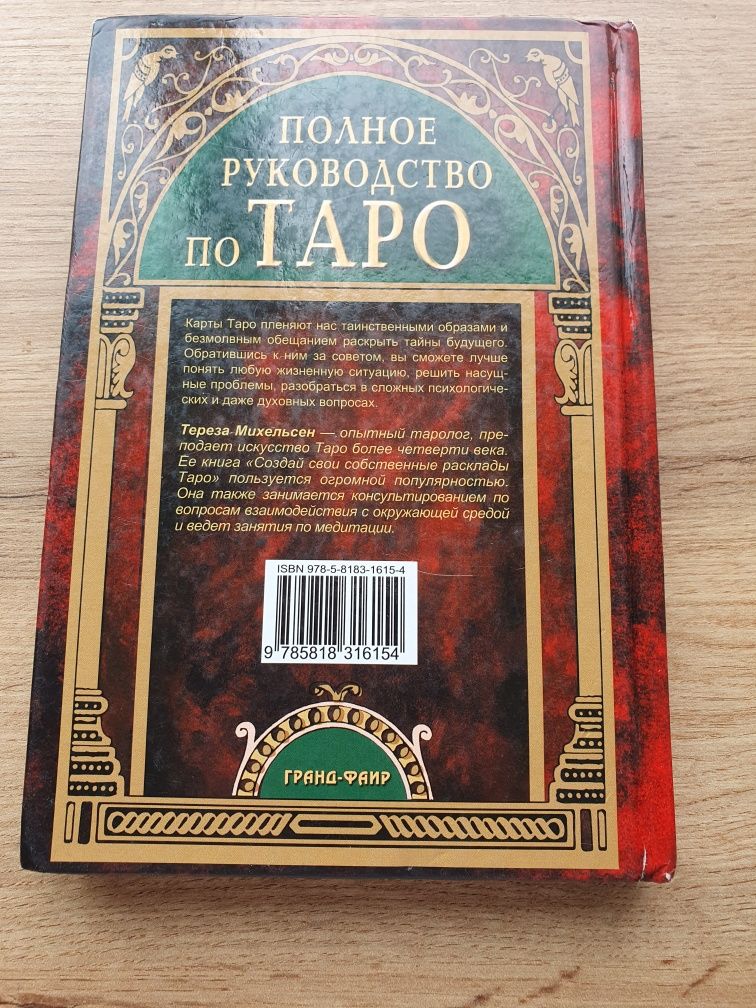 ПОЛНОЕ
РУКОВОДСТВО
ПО ТАРО
Карты Таро пленяют нас таинственными образами и
безмолвным обещанием раскрыть тайны будущего.
Обратившись к ним за советом, вы сможете лучше
понять любую жизненную ситуацию, решить насущ-
ные проблемы, разобраться в сложных психологиче-
ских и даже духовных вопросах.
Тереза Михельсен — опытный таролог, пре-
подает искусство Таро более четверти века.
Ее книга «Создай свои собственные расклады
Таро» пользуется огромной популярностью.
Она также занимается консультированием по
вопросам взаимодействия с окружающей средой
и ведет занятия по медитации.
ISBN 978-5-8183-1615-4
9 785818 316154
ГРАНД-ФАИР